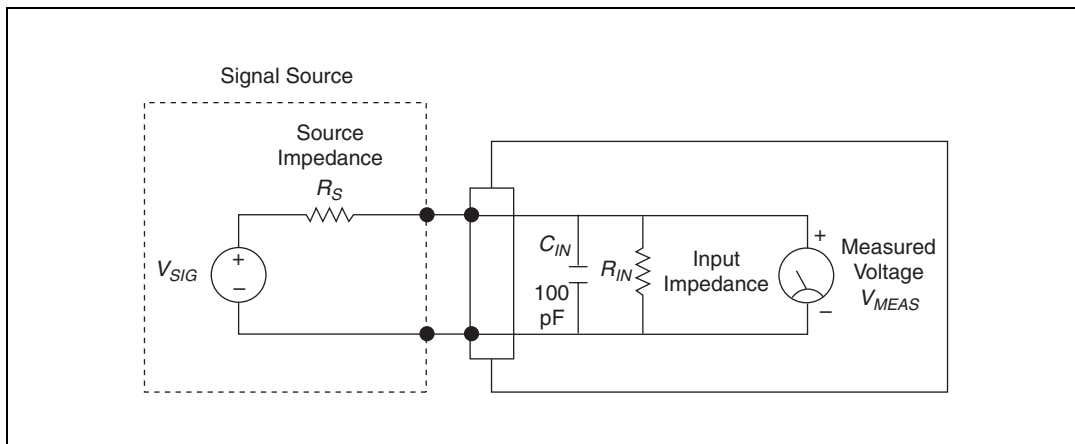 Signal Source
Source
Impedance
R_S
V_SIG
+
–
C_IN
100
pF
R_IN
Input
Impedance
+
–
Measured
Voltage
V_MEAS